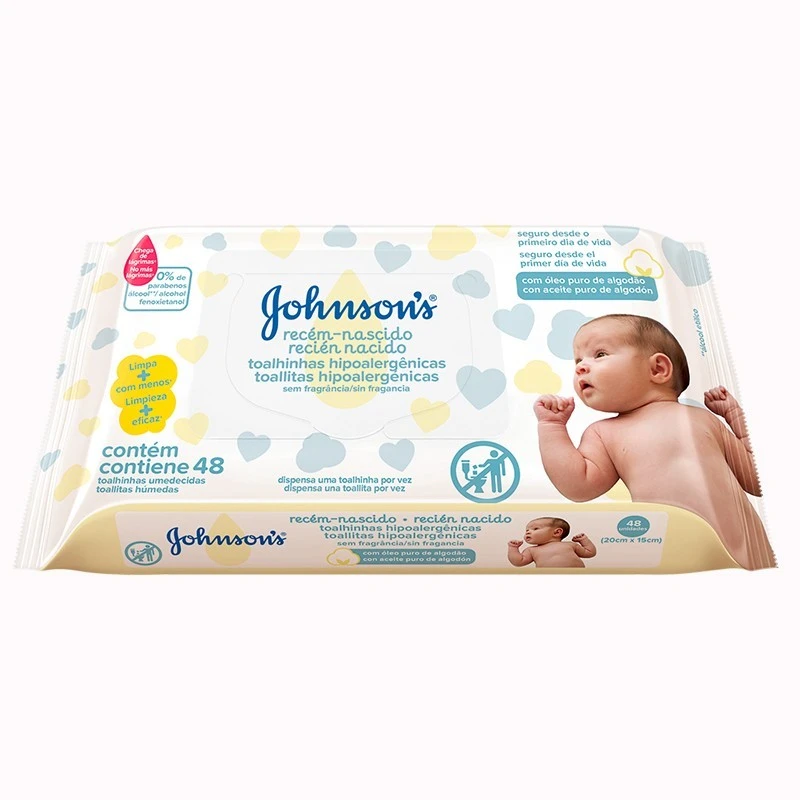 Chega
de
lágrimas*
No más
lágrimas*
0% de
parabenos
álcool**/ alcohol
fenoxietanol
seguro desde o
primeiro dia de vida
seguro desde el
primer día de vida
com óleo puro de algodão
con aceite puro de algodón
Johnson's®
recém-nascido
recién nacido
toalhinhas hipoalergênicas
toallitas hipoalergénicas
sem fragrância/sin fragancia
**álcool etílico
Limpa
+
com menos*
Limpieza
+
eficaz*
contém
contiene 48
toalhinhas umedecidas
toallitas húmedas
dispensa uma toalhinha por vez
dispensa una toallita por vez
Johnson's®
recém-nascido • recién nacido
toalhinhas hipoalergênicas
toallitas hipoalergénicas
sem fragrância/sin fragancia
com óleo puro de algodão
con aceite puro de algodón
48
unidades
(20cm x 15cm)